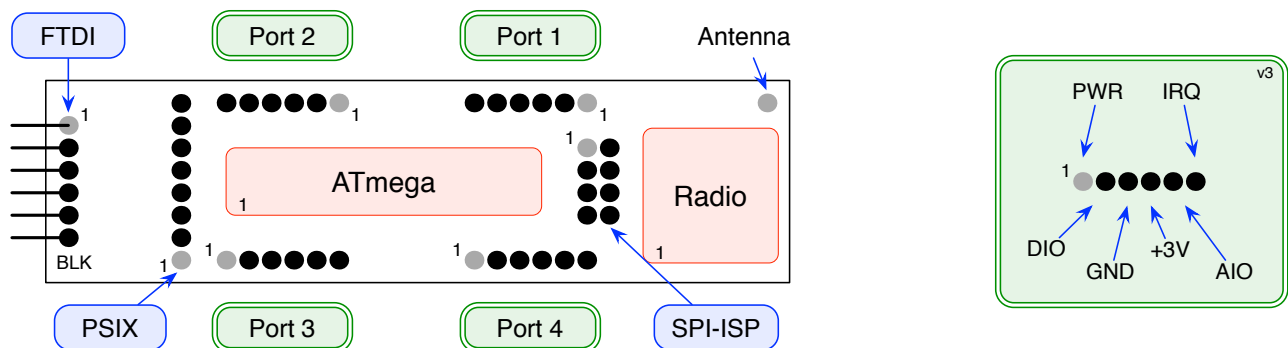 FTDI
Port 2
Port 1
Antenna
1
1
1
1
ATmega
1
Radio
1
BLK
1
1
1
PSIX
Port 3
Port 4
SPI-ISP
v3
PWR
IRQ
1
DIO
GND
+3V
AIO